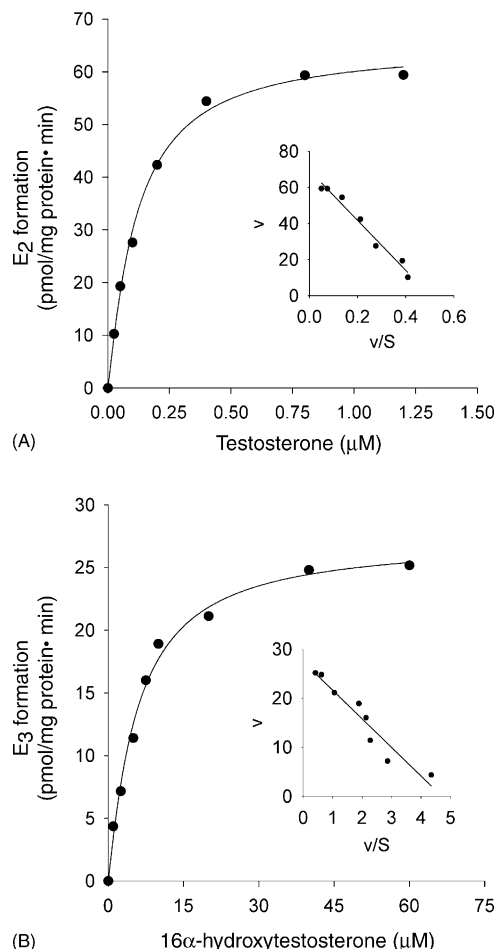 70
60
50
40
30
20
10
0
E2 formation
(pmol/mg protein• min)
80
60
40
20
0
v
0.0 0.2 0.4 0.6
v/S
0.00 0.25 0.50 0.75 1.00 1.25 1.50
(A)
Testosterone (μM)
30
25
20
15
10
5
0
E3 formation
(pmol/mg protein• min)
30
20
10
0
v
0 1 2 3 4 5
v/S
0 15 30 45 60 75
(B)
16α-hydroxytestosterone (μM)